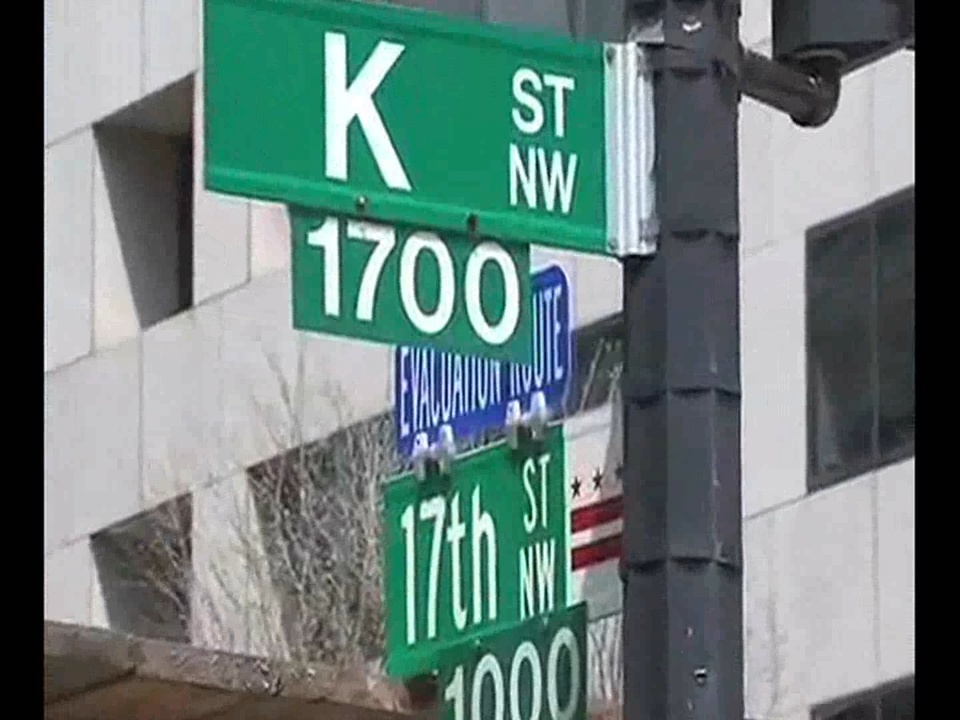 K ST
NW
1700
EVACUATION ROUTE
17th ST
NW
1000